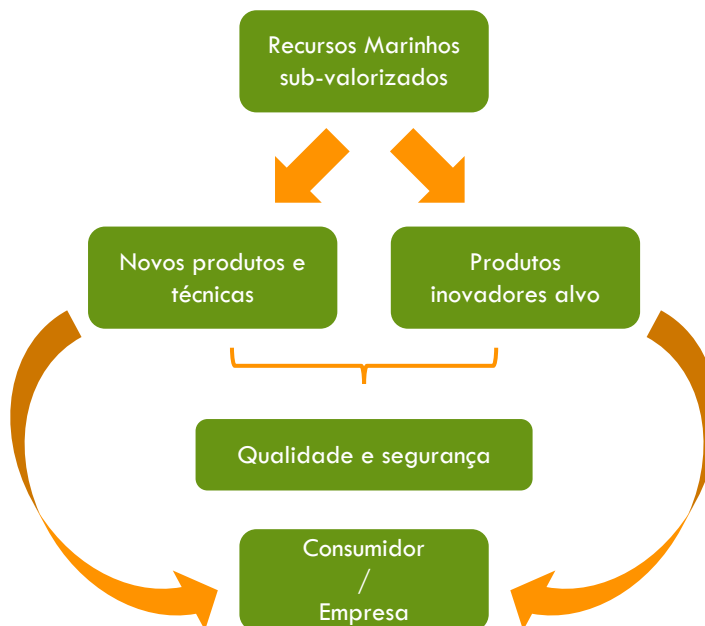 Recursos Marinhos
sub-valorizados
Novos produtos e
técnicas
Produtos
inovadores alvo
Qualidade e segurança
Consumidor
/
Empresa